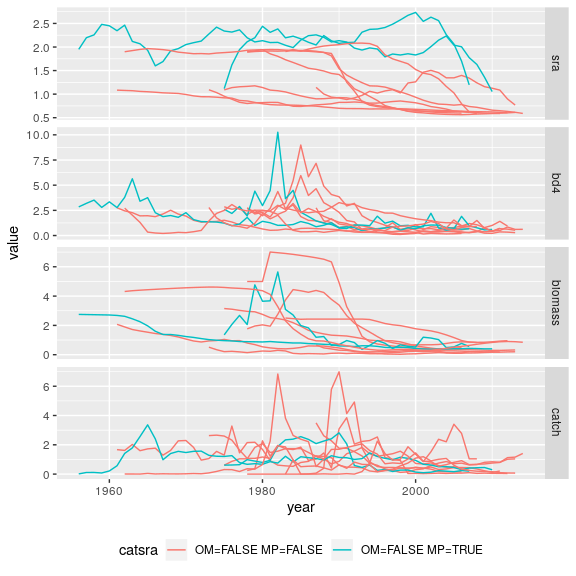 2.5
2.0
1.5
1.0
0.5
sra
10.0
7.5
5.0
2.5
0.0
bd4
6
4
2
0
biomass
6
4
2
0
catch
value
1960 1980 2000
year
catsra OM=FALSE MP=FALSE OM=FALSE MP=TRUE